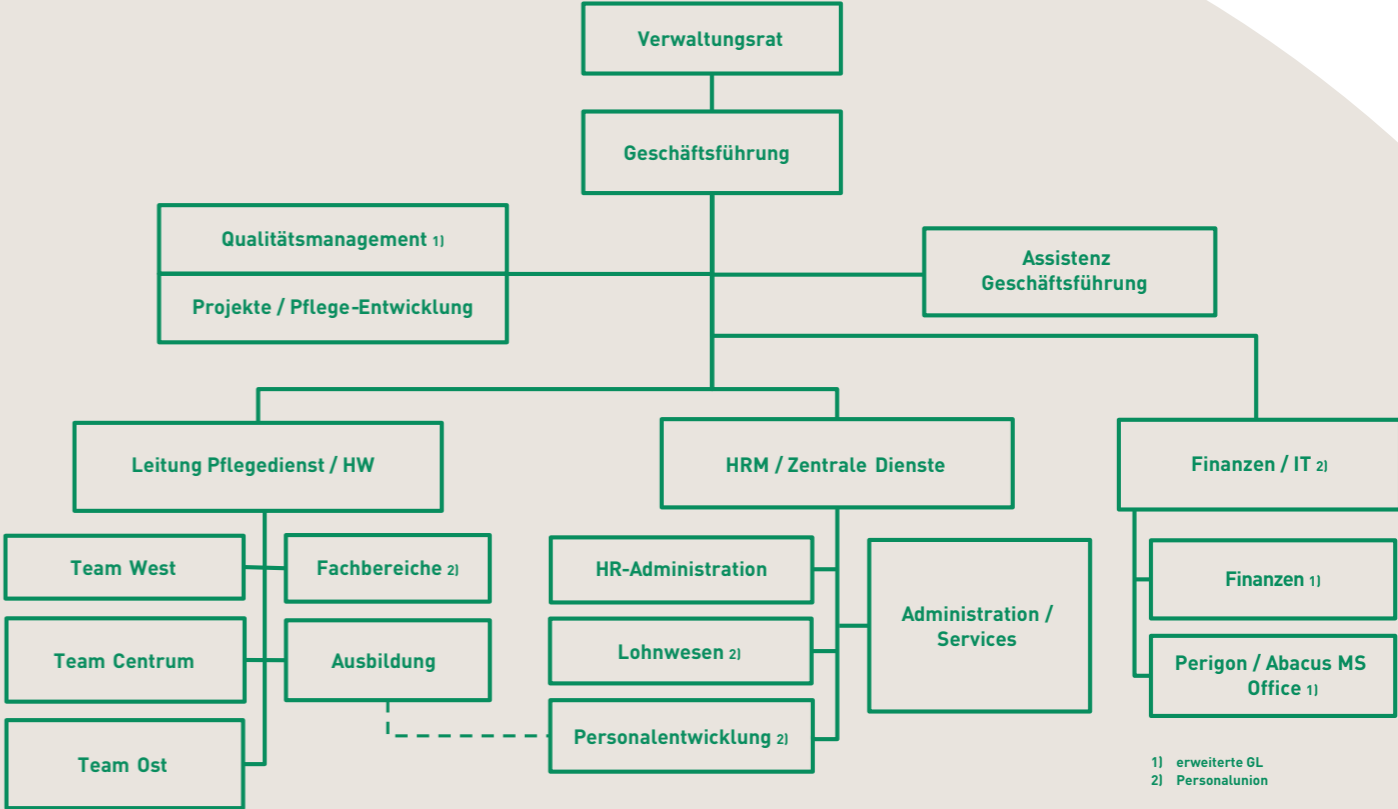 Verwaltungsrat
Geschäftsführung
Qualitätsmanagement 1)
Projekte / Pflege-Entwicklung
Assistenz
Geschäftsführung
Leitung Pflegedienst / HW
HRM / Zentrale Dienste
Finanzen / IT 2)
Team West
Fachbereiche 2)
Team Centrum
Ausbildung
Team Ost
HR-Administration
Lohnwesen 2)
Personalentwicklung 2)
Administration /
Services
Finanzen 1)
Perigon / Abacus MS
Office 1)
1) erweiterte GL
2) Personalunion